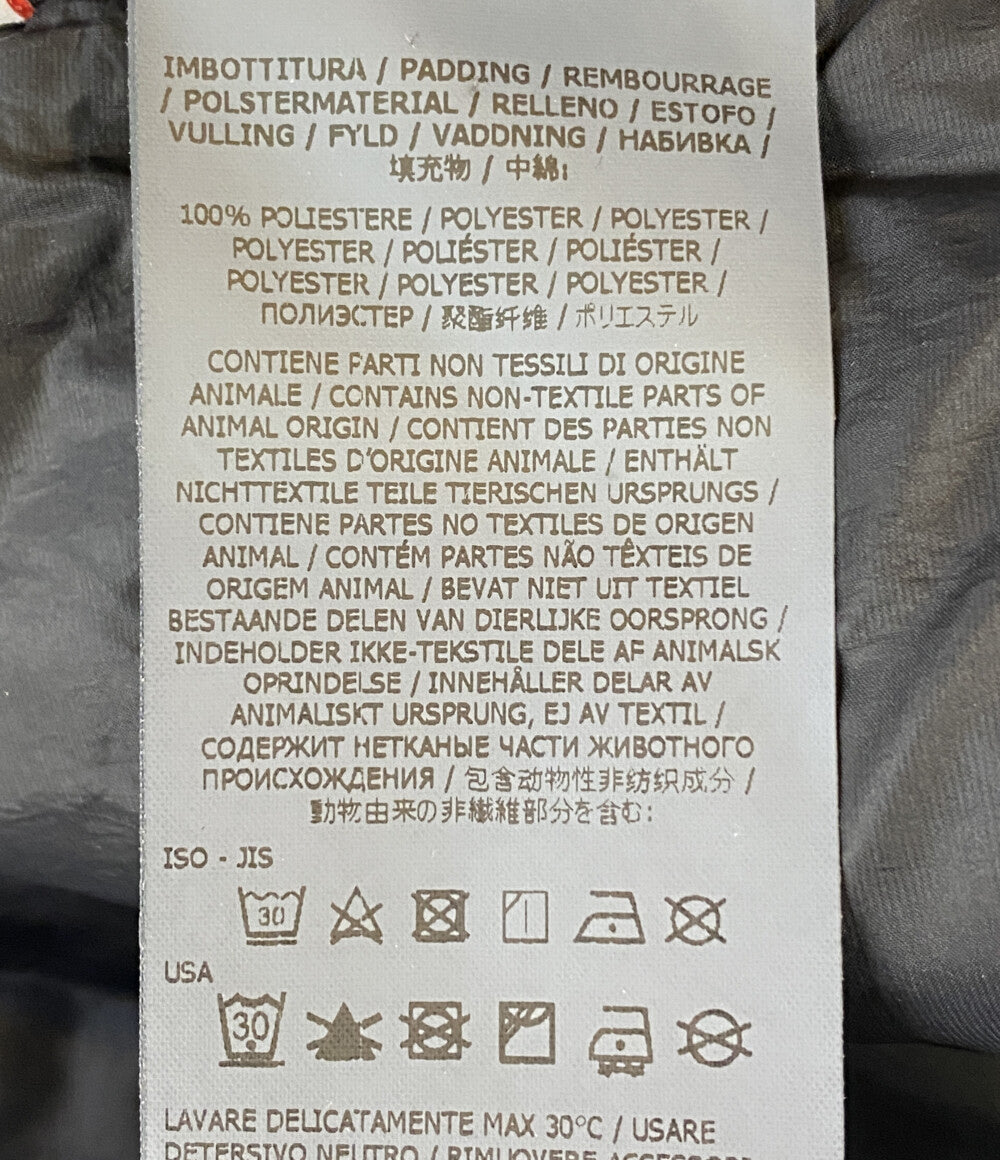 IMBOTTITURA / PADDING / REMBOURRAGE
/ POLSTERMATERIAL / RELLENO / ESTOFO /
VULLING / FYLD / VADDNING / НАБИВКА /
填充物 / 中綿:
100% POLIESTERE / POLYESTER / POLYESTER /
POLYESTER / POLIÉSTER / POLIÉSTER /
POLYESTER / POLYESTER / POLYESTER /
ПОЛИЭСТЕР / 聚酯纤维 / ポリエステル
CONTIENE PARTI NON TESSILI DI ORIGINE
ANIMALE / CONTAINS NON-TEXTILE PARTS OF
ANIMAL ORIGIN / CONTIENT DES PARTIES NON
TEXTILES D'ORIGINE ANIMALE / ENTHÄLT
NICHTTEXTILE TEILE TIERISCHEN URSPRUNGS /
CONTIENE PARTES NO TEXTILES DE ORIGEN
ANIMAL / CONTÉM PARTES NÃO TÊXTEIS DE
ORIGEM ANIMAL / BEVAT NIET UIT TEXTIEL
BESTAANDE DELEN VAN DIERLIJKE OORSPRONG /
INDEHOLDER IKKE-TEKSTILE DELE AF ANIMALSK
OPRINDELSE / INNEHÅLLER DELAR AV
ANIMALISKT URSPRUNG, EJ AV TEXTIL /
СОДЕРЖИТ НЕТКАНЫЕ ЧАСТИ ЖИВОТНОГО
ПРОИСХОЖДЕНИЯ / 包含动物性非纺织成分 /
動物由来の非繊維部分を含む:
ISO - JIS
30
USA
30
LAVARE DELICATAMENTE MAX 30°C / USARE
DETERSIVO NEUTRO / RIMUOVERE ACCESSORI